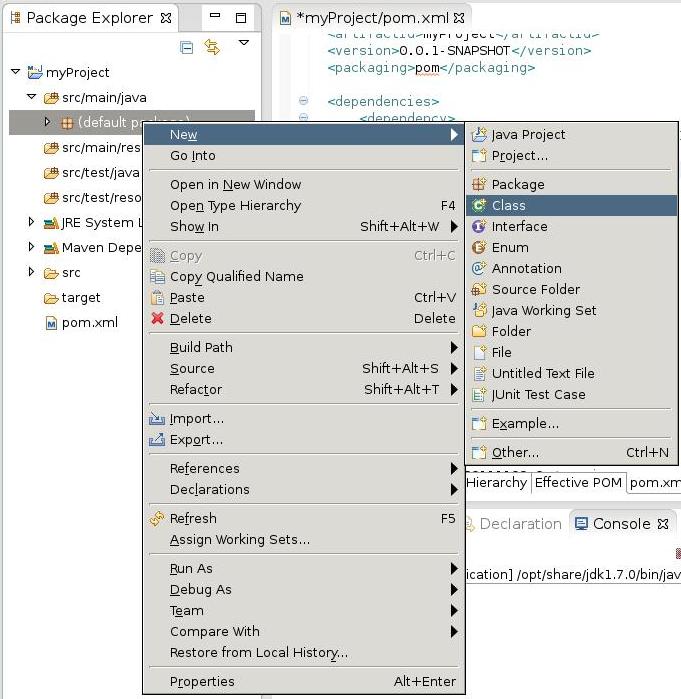 Package Explorer
*myProject/pom.xml
myProject
src/main/java
(default package)
src/main/res
src/test/java
src/test/resou
JRE System L
Maven Depe
src
target
pom.xml
<artifactId>myProject</artifactId>
<version>0.0.1-SNAPSHOT</version>
<packaging>pom</packaging>
<dependencies>
<dependency>
New
Go Into
Open in New Window
Open Type Hierarchy F4
Show In Shift+Alt+W
Copy Ctrl+C
Copy Qualified Name
Paste Ctrl+V
Delete Delete
Build Path
Source Shift+Alt+S
Refactor Shift+Alt+T
Import...
Export...
References
Declarations
Refresh F5
Assign Working Sets...
Run As
Debug As
Team
Compare With
Restore from Local History...
Properties Alt+Enter
Java Project
Project...
Package
Class
Interface
Enum
Annotation
Source Folder
Java Working Set
Folder
File
Untitled Text File
JUnit Test Case
Example...
Other... Ctrl+N
Hierarchy Effective POM pom.xm
Declaration Console
ication] /opt/share/jdk1.7.0/bin/jav